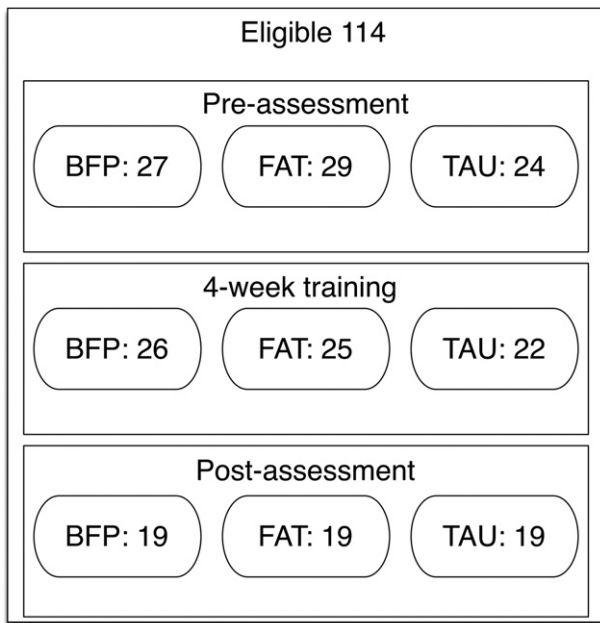 Eligible 114
Pre-assessment
BFP: 27 FAT: 29 TAU: 24
4-week training
BFP: 26 FAT: 25 TAU: 22
Post-assessment
BFP: 19 FAT: 19 TAU: 19